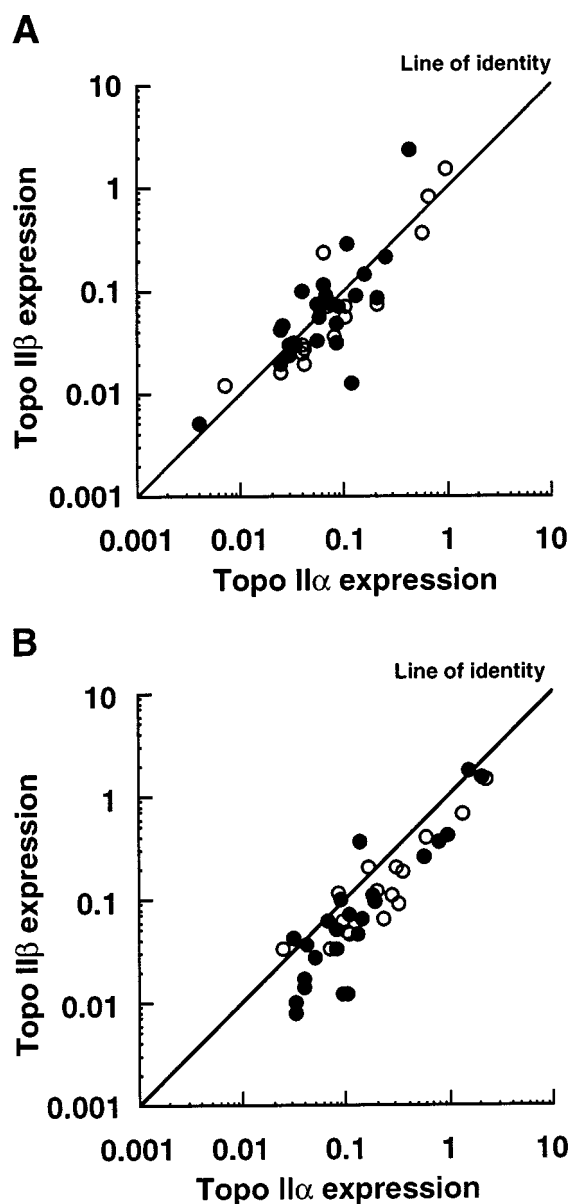 A
Line of identity
10
1
0.1
0.01
0.001
Topo IIβ expression
0.001 0.01 0.1 1 10
Topo IIα expression
B
Line of identity
10
1
0.1
0.01
0.001
Topo IIβ expression
0.001 0.01 0.1 1 10
Topo IIα expression